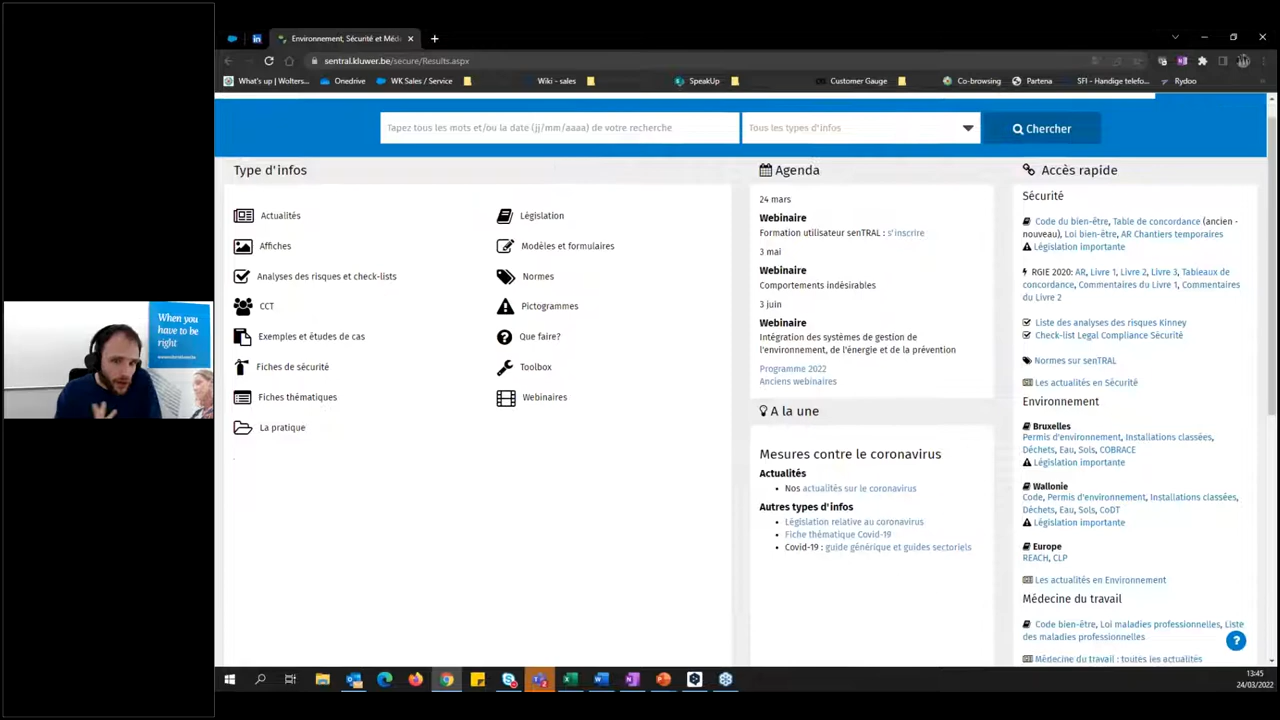 Environnement, Sécurité et Méde
sentral.kluwer.be/secure/Results.aspx
What's up | Wolters...
Onedrive
WK Sales / Service
Wiki - sales
SpeakUp
Customer Gauge
Co-browsing
Partena
SFI - Handige telefo...
Rydoo
Tapez tous les mots et/ou la date (jj/mm/aaaa) de votre recherche
Tous les types d'infos
Chercher
Type d'infos
Actualités
Affiches
Analyses des risques et check-lists
CCT
Exemples et études de cas
Fiches de sécurité
Fiches thématiques
La pratique
Législation
Modèles et formulaires
Normes
Pictogrammes
Que faire?
Toolbox
Webinaires
Agenda
24 mars
Webinaire
Formation utilisateur senTRAL : s'inscrire
3 mai
Webinaire
Comportements indésirables
3 juin
Webinaire
Intégration des systèmes de gestion de
l'environnement, de l'énergie et de la prévention
Programme 2022
Anciens webinaires
A la une
Mesures contre le coronavirus
Actualités
Nos actualités sur le coronavirus
Autres types d'infos
Législation relative au coronavirus
Fiche thématique Covid-19
Covid-19 : guide générique et guides sectoriels
Accès rapide
Sécurité
Code du bien-être, Table de concordance (ancien -
nouveau), Loi bien-être, AR Chantiers temporaires
Législation importante
RGIE 2020: AR, Livre 1, Livre 2, Livre 3, Tableaux de
concordance, Commentaires du Livre 1, Commentaires
du Livre 2
Liste des analyses des risques Kinney
Check-list Legal Compliance Sécurité
Normes sur senTRAL
Les actualités en Sécurité
Environnement
Bruxelles
Permis d'environnement, Installations classées,
Déchets, Eau, Sols, COBRACE
Législation importante
Wallonie
Code, Permis d'environnement, Installations classées,
Déchets, Eau, Sols, CoDT
Législation importante
Europe
REACH, CLP
Les actualités en Environnement
Médecine du travail
Code bien-être, Loi maladies professionnelles, Liste
des maladies professionnelles
Médecine du travail : toutes les actualités
When you
have to be
right
13:45
24/03/2022